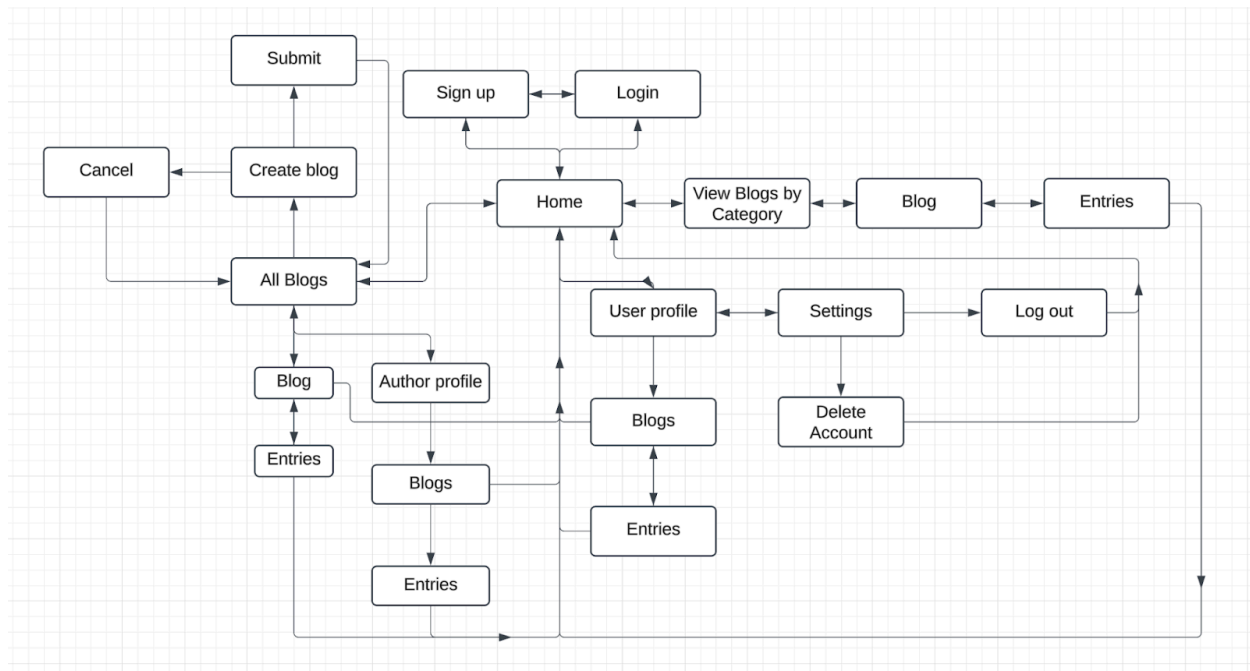 Submit
Sign up
Login
Cancel
Create blog
Home
View Blogs by
Category
Blog
Entries
All Blogs
User profile
Settings
Log out
Blog
Author profile
Blogs
Delete
Account
Entries
Blogs
Entries
Entries